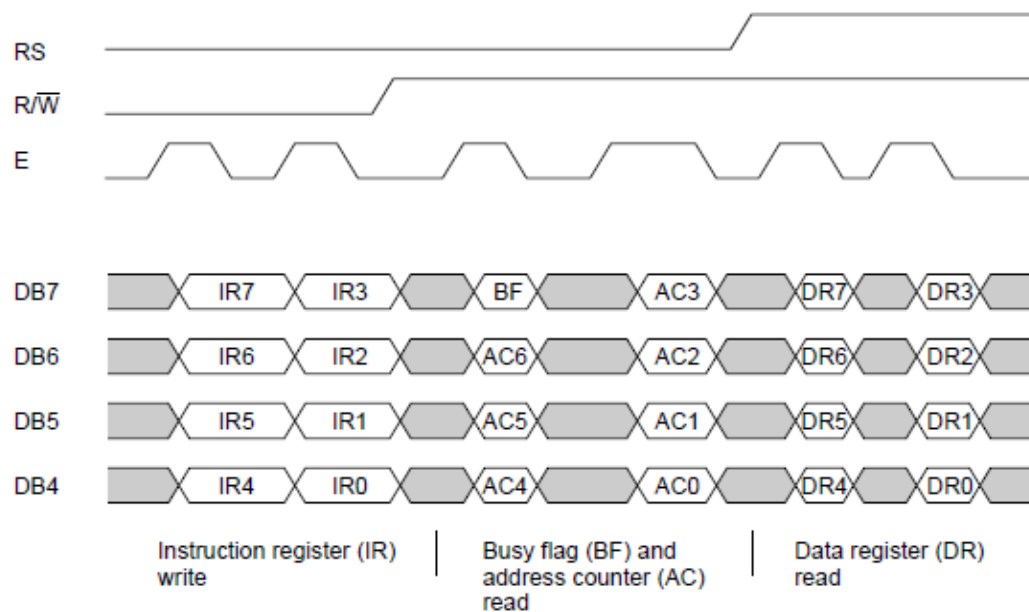 RS
R/W̅
E
DB7 IR7 IR3 BF AC3 DR7 DR3
DB6 IR6 IR2 AC6 AC2 DR6 DR2
DB5 IR5 IR1 AC5 AC1 DR5 DR1
DB4 IR4 IR0 AC4 AC0 DR4 DR0
Instruction register (IR)
write
Busy flag (BF) and
address counter (AC)
read
Data register (DR)
read